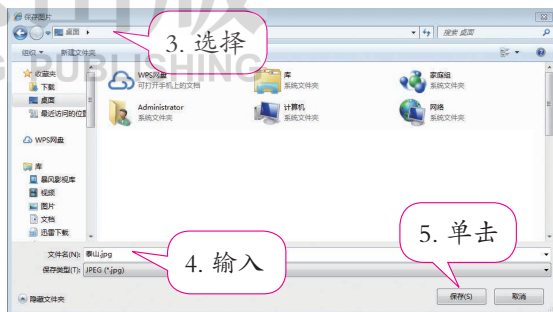 保存图片
桌面
搜索 桌面
3. 选择
组织
新建文件夹
PUBLISHING
收藏夹
下载
桌面
最近访问的位置
WPS网盘
库
暴风影视库
视频
图片
文档
迅雷下载
WPS网盘
可打开手机上的文档
库
系统文件夹
家庭组
系统文件夹
Administrator
系统文件夹
计算机
系统文件夹
网络
系统文件夹
5. 单击
文件名(N): 泰山.jpg
4. 输入
保存类型(T): JPEG (*.jpg)
隐藏文件夹
保存(S)
取消